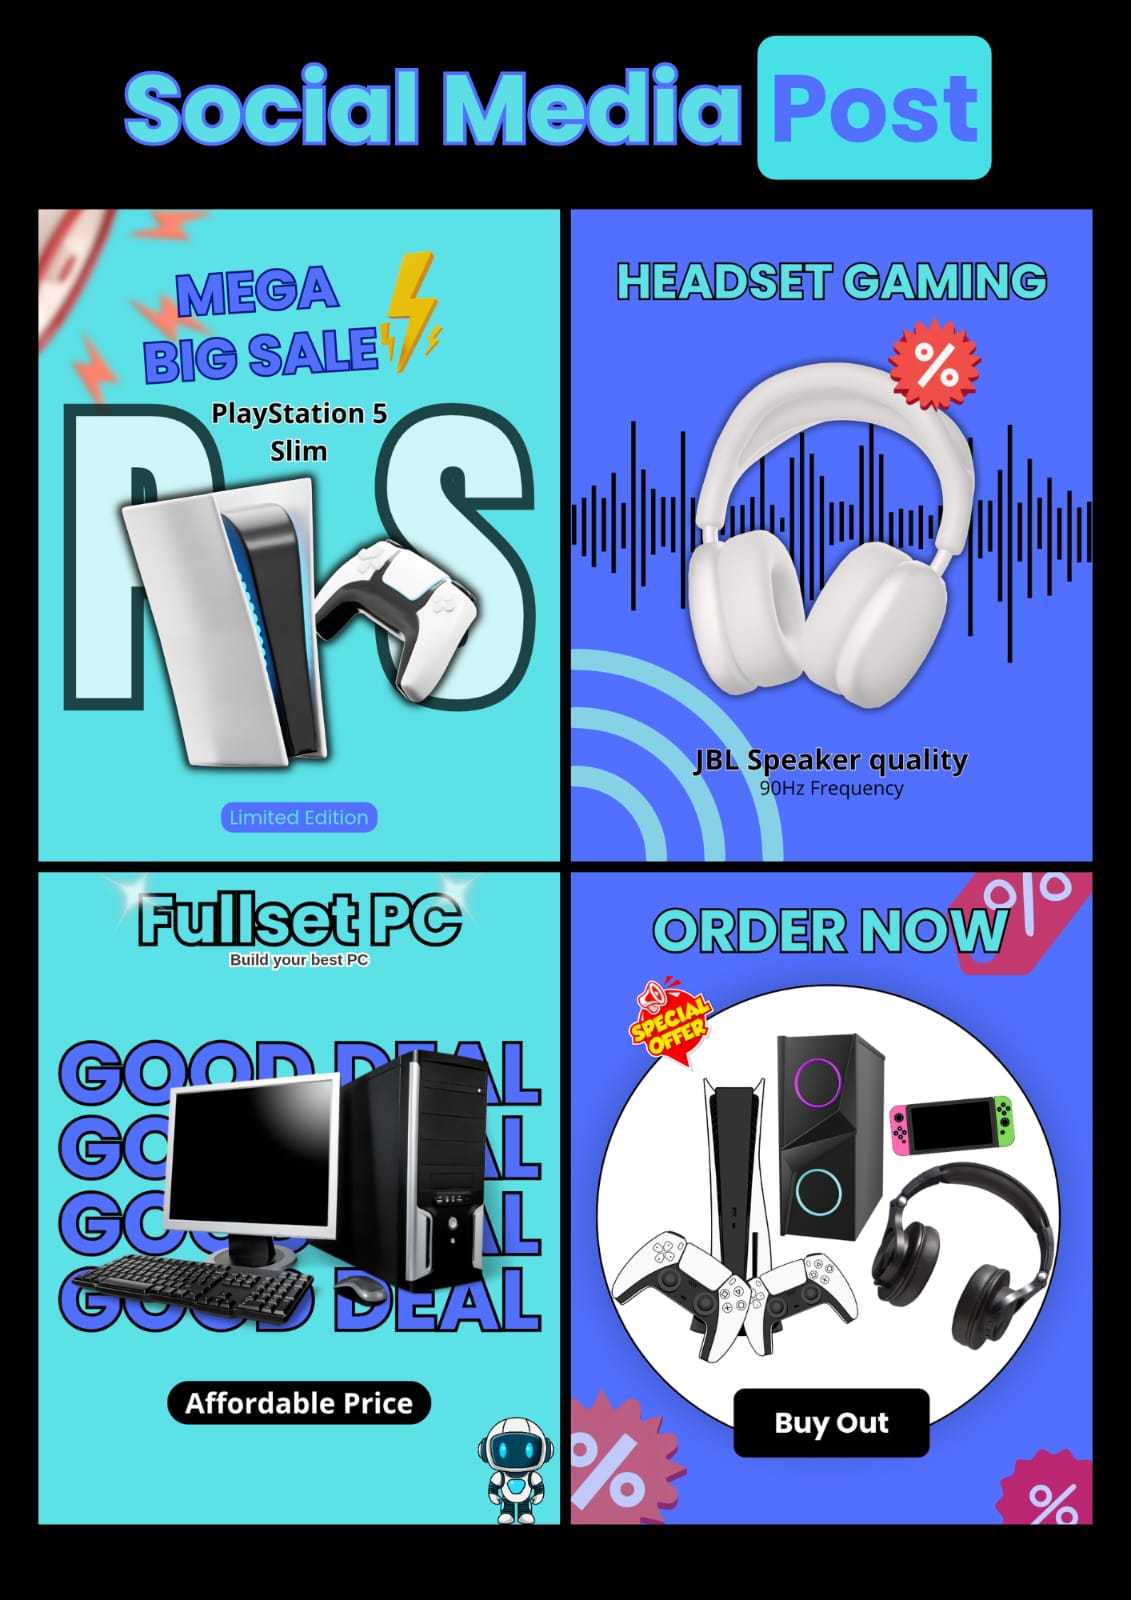 Social Media Post
MEGA
BIG SALE
PlayStation 5
Slim
PS
Limited Edition
HEADSET GAMING
%
JBL Speaker quality
90Hz Frequency
Fullset PC
Build your best PC
GOOD DEAL
GOOD DEAL
GOOD DEAL
GOOD DEAL
Affordable Price
%
ORDER NOW
SPECIAL
OFFER
Buy Out
%
%